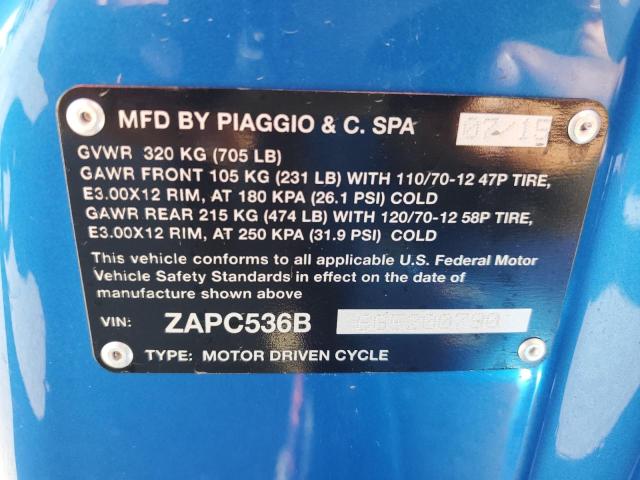 MFD BY PIAGGIO & C. SPA 07/15
GVWR 320 KG (705 LB)
GAWR FRONT 105 KG (231 LB) WITH 110/70-12 47P TIRE,
E3.00X12 RIM, AT 180 KPA (26.1 PSI) COLD
GAWR REAR 215 KG (474 LB) WITH 120/70-12 58P TIRE,
E3.00X12 RIM, AT 250 KPA (31.9 PSI) COLD
This vehicle conforms to all applicable U.S. Federal Motor
Vehicle Safety Standards in effect on the date of
manufacture shown above
VIN: ZAPC536B
TYPE: MOTOR DRIVEN CYCLE